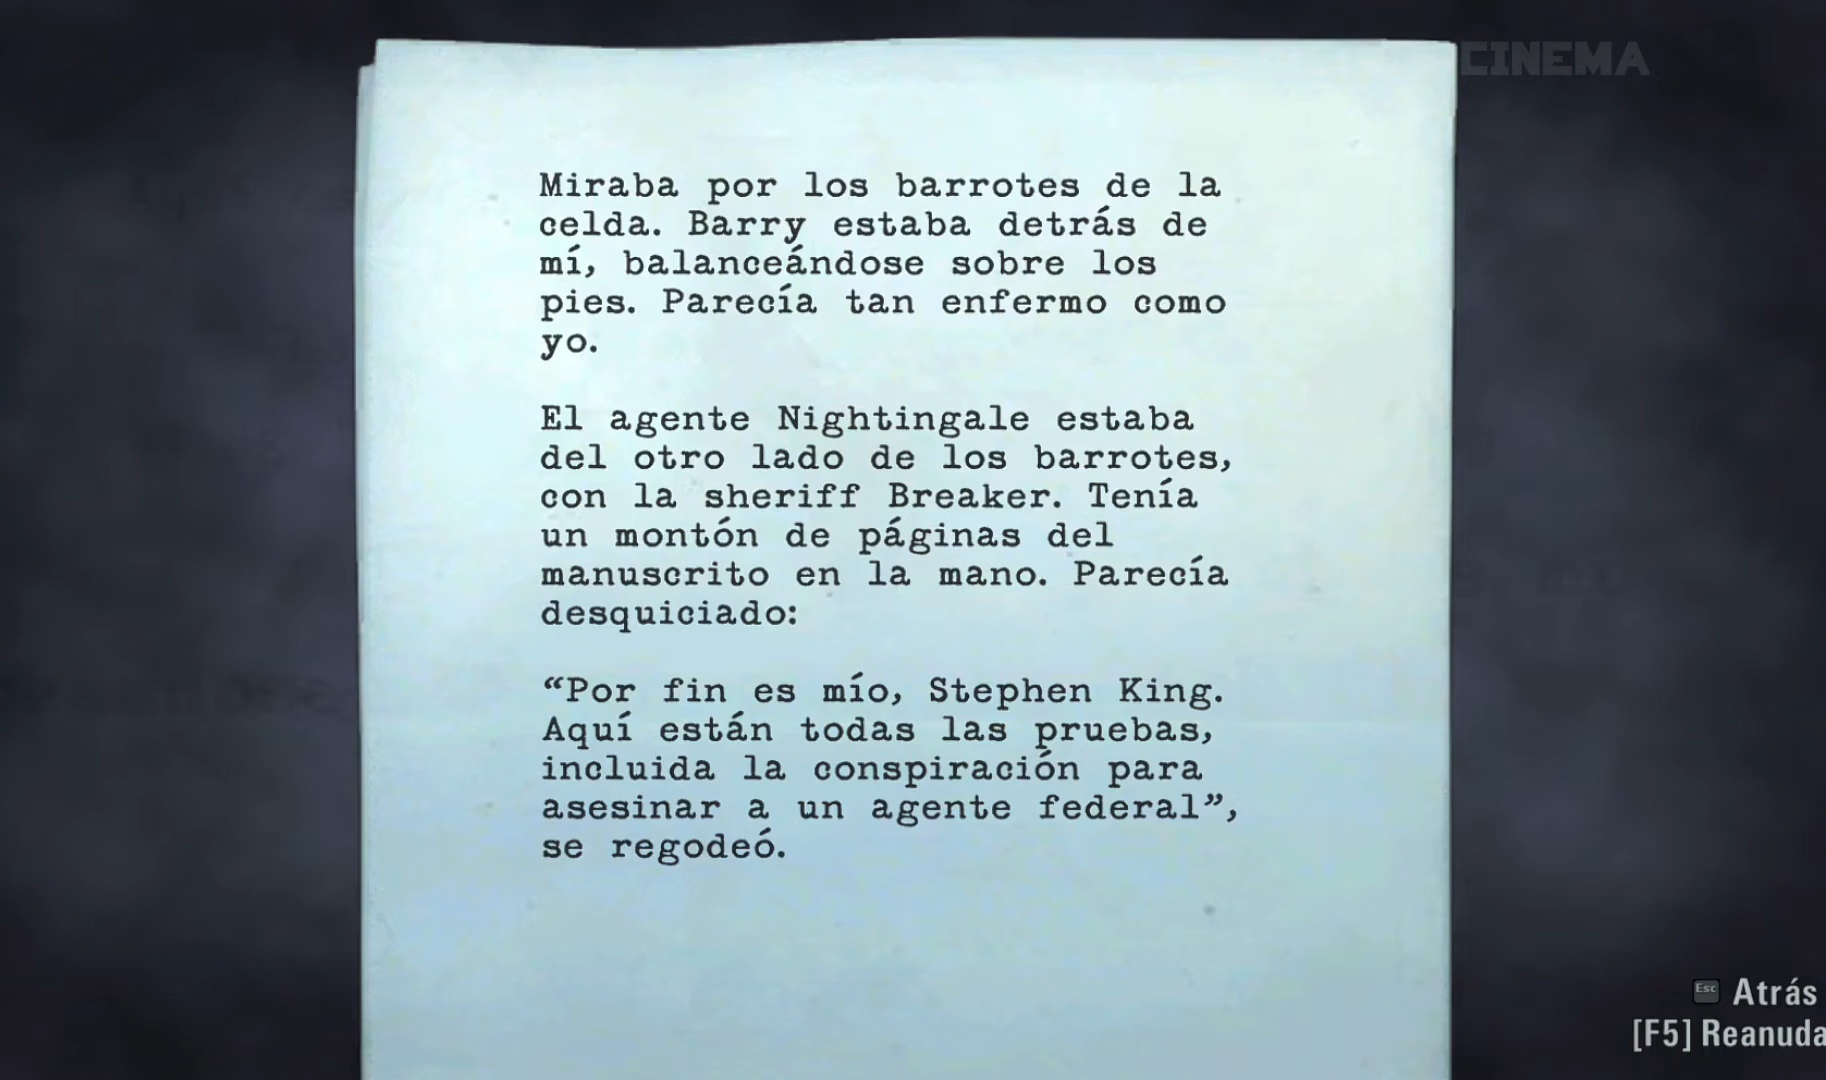 CINEMA
Miraba por los barrotes de la
celda. Barry estaba detrás de
mí, balanceándose sobre los
pies. Parecía tan enfermo como
yo.
El agente Nightingale estaba
del otro lado de los barrotes,
con la sheriff Breaker. Tenía
un montón de páginas del
manuscrito en la mano. Parecía
desquiciado:
“Por fin es mío, Stephen King.
Aquí están todas las pruebas,
incluida la conspiración para
asesinar a un agente federal”,
se regodeó.
Esc Atrás
[F5] Reanuda